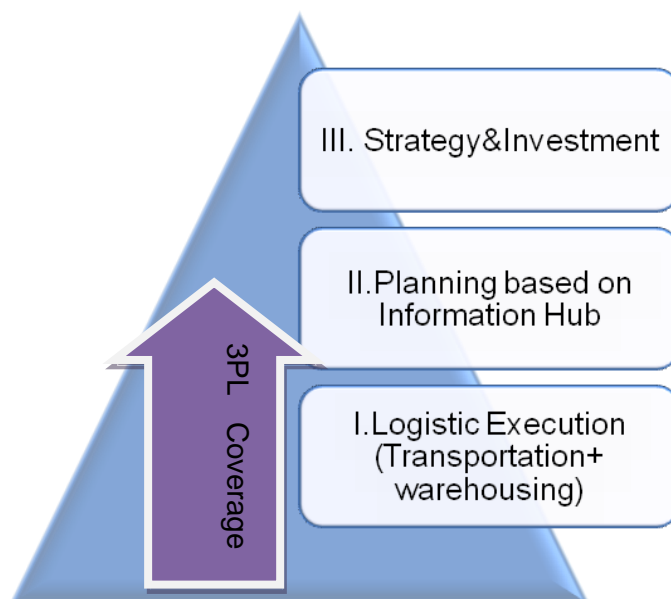 III. Strategy&Investment
II.Planning based on
Information Hub
I.Logistic Execution
(Transportation+
warehousing)
3PL Coverage